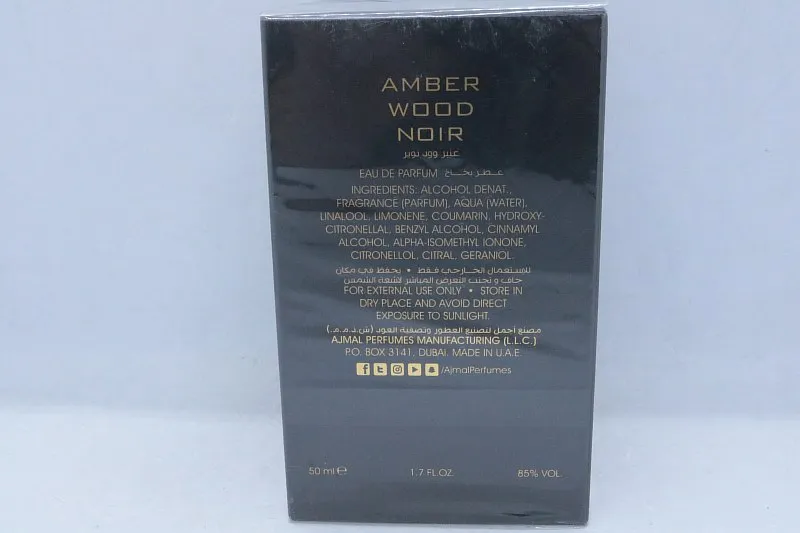 AMBER
WOOD
NOIR
عنبر وود نوير
EAU DE PARFUM عطر بخاخ
INGREDIENTS: ALCOHOL DENAT.,
FRAGRANCE (PARFUM), AQUA (WATER),
LINALOOL, LIMONENE, COUMARIN, HYDROXY-
CITRONELLAL, BENZYL ALCOHOL, CINNAMYL
ALCOHOL, ALPHA-ISOMETHYL IONONE,
CITRONELLOL, CITRAL, GERANIOL.
للاستعمال الخارجي فقط • يحفظ في مكان
جاف و تجنب التعرض المباشر لأشعة الشمس
FOR EXTERNAL USE ONLY • STORE IN
DRY PLACE AND AVOID DIRECT
EXPOSURE TO SUNLIGHT.
مصنع أجمل لتصنيع العطور وتصفية العود (ش.ذ.م.م.)
AJMAL PERFUMES MANUFACTURING (L.L.C.)
P.O. BOX 3141, DUBAI. MADE IN U.A.E.
/AjmalPerfumes
50 ml ℮ 1.7 FL.OZ. 85% VOL